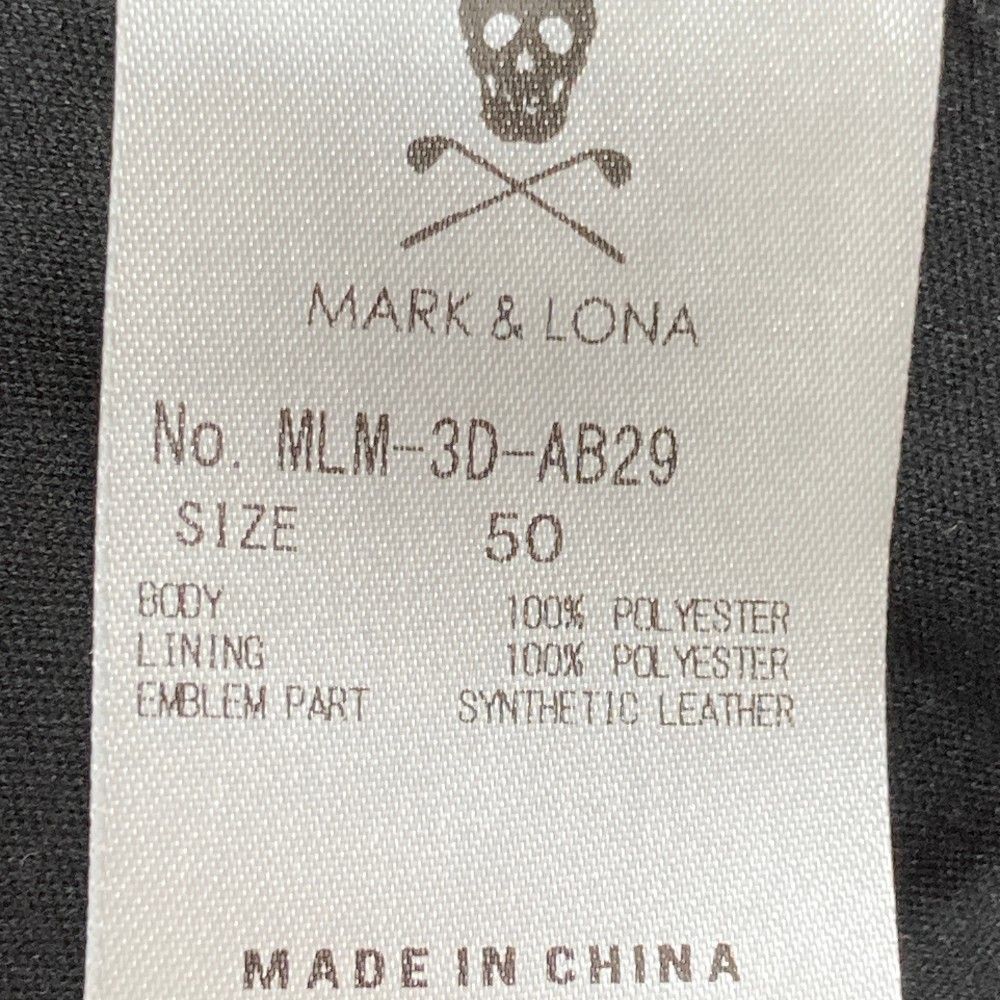 MARK & LONA
No. MLM-3D-AB29
SIZE 50
BODY 100% POLYESTER
LINING 100% POLYESTER
EMBLEM PART SYNTHETIC LEATHER
MADE IN CHINA